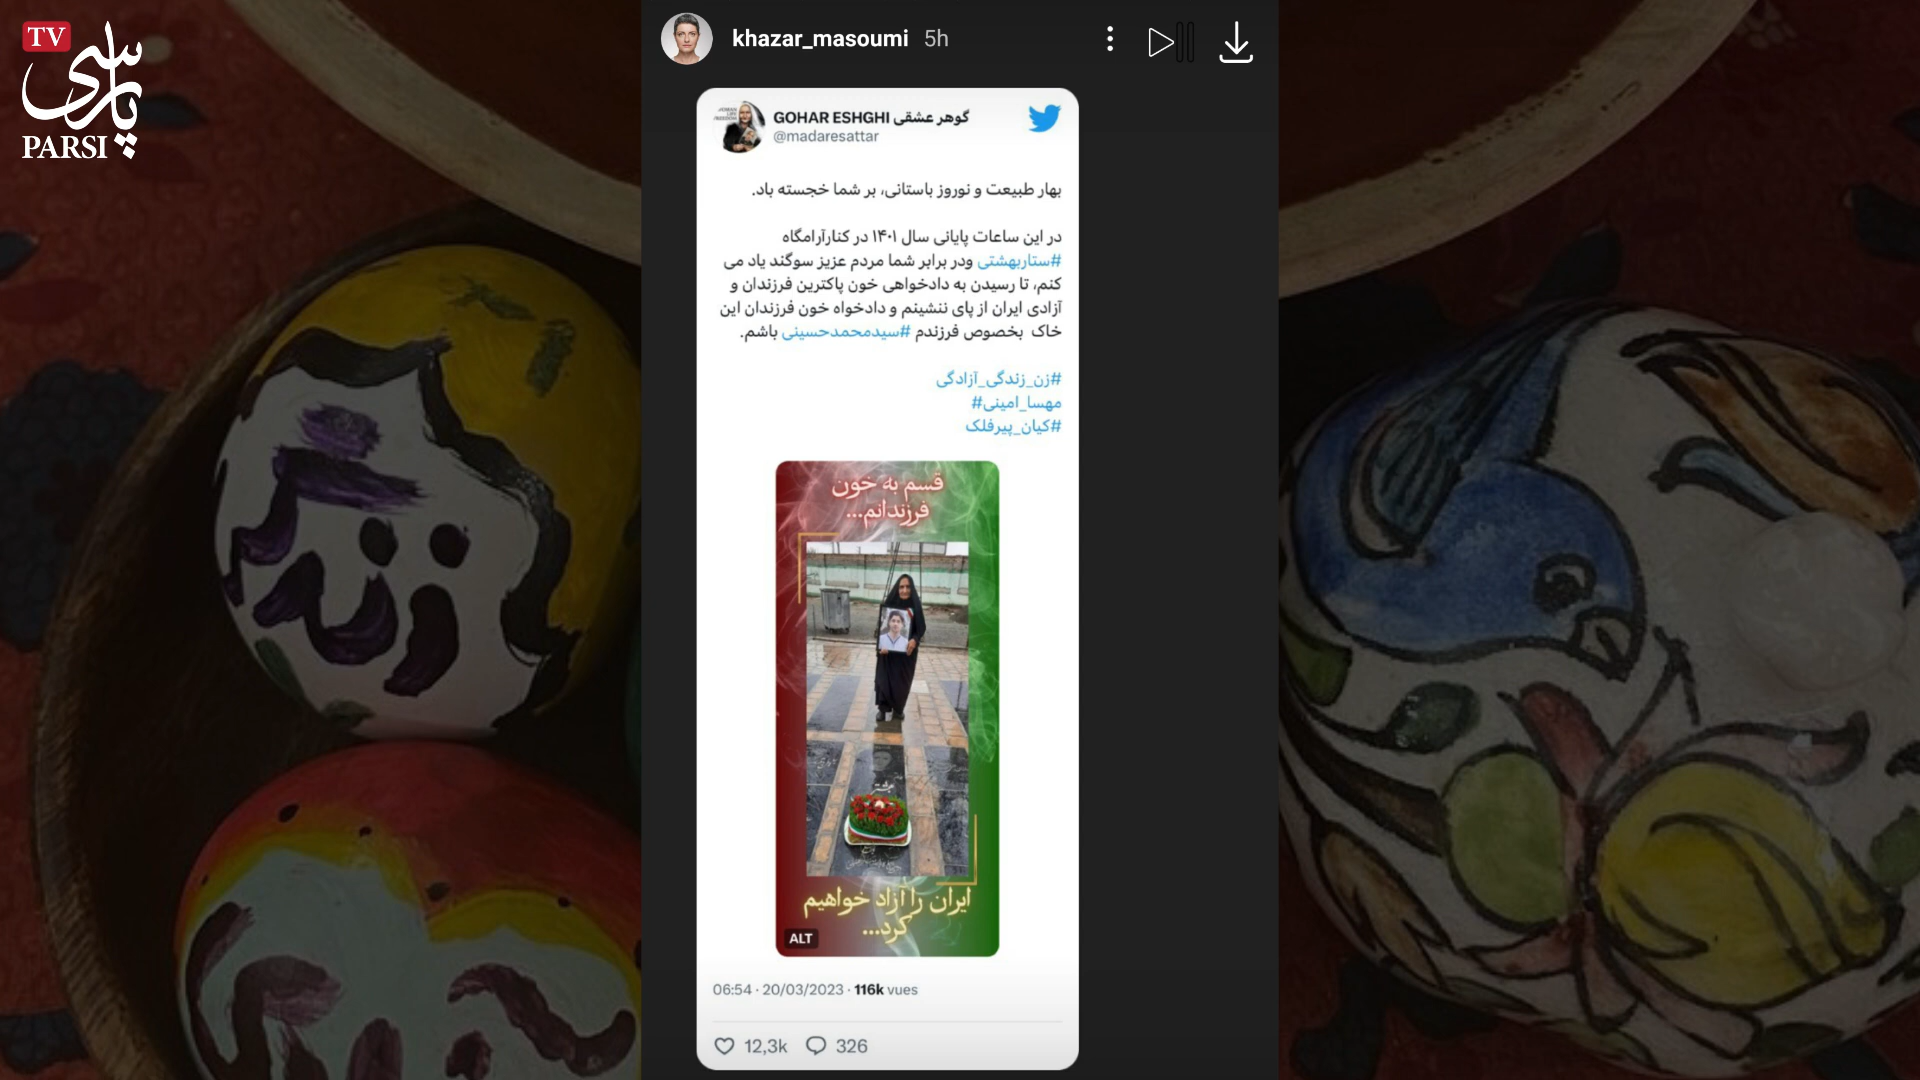 TV
پارسی
PARSI
khazar_masoumi 5h
GOHAR ESHGHI گوهر عشقی
@madaresattar
بهار طبیعت و نوروز باستانی، بر شما خجسته باد.
در این ساعات پایانی سال ۱۴۰۱ در کنارآرامگاه
#ستاربهشتی ودر برابر شما مردم عزیز سوگند یاد می
کنم، تا رسیدن به دادخواهی خون پاکترین فرزندان و
آزادی ایران از پای ننشینم و دادخواه خون فرزندان این
خاک بخصوص فرزندم #سیدمحمدحسینی باشم.
#زن_زندگی_آزادگی
مهسا_امینی#
#کیان_پیرفلک
قسم به خون
فرزندانم...
ایران را آزاد خواهیم
کرد...
ALT
06:54 · 20/03/2023 · 116k vues
12,3k 326